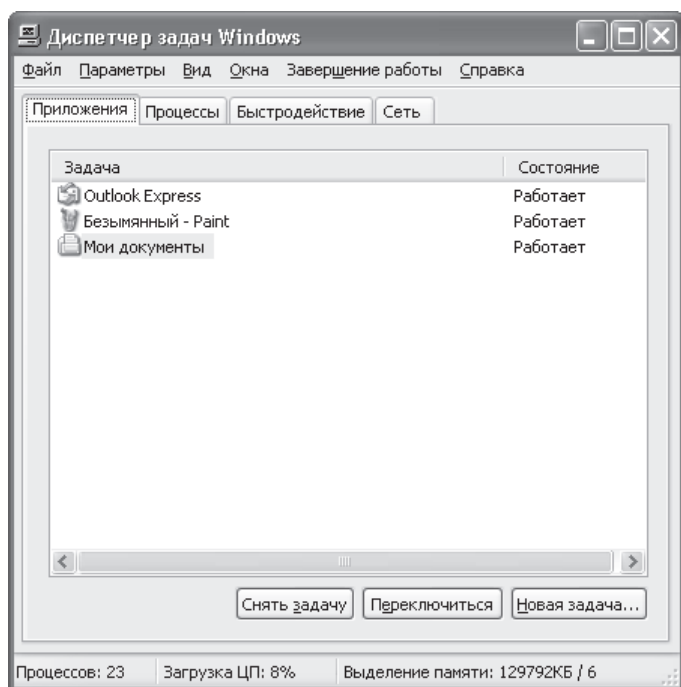 Диспетчер задач Windows
Файл Параметры Вид Окна Завершение работы Справка
Приложения Процессы Быстродействие Сеть
Задача Состояние
Outlook Express Работает
Безымянный - Paint Работает
Мои документы Работает
Снять задачу Переключиться Новая задача...
Процессов: 23 Загрузка ЦП: 8% Выделение памяти: 129792КБ / 6